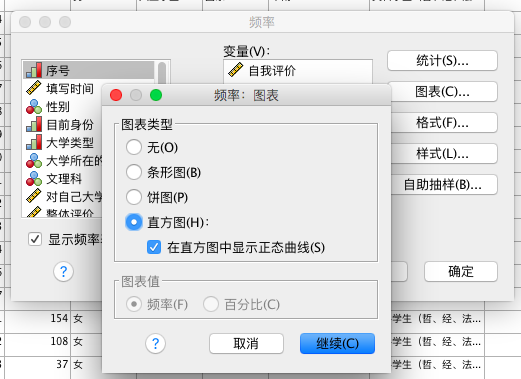 频率
变量(V):
序号
填写时间
性别
目前身份
大学类型
大学所在的
文理科
对自己大学
整体评价
自我评价
统计(S)...
图表(C)...
格式(F)...
样式(L)...
自助抽样(B)...
显示频率
?
确定
频率：图表
图表类型
无(O)
条形图(B)
饼图(P)
直方图(H):
在直方图中显示正态曲线(S)
图表值
频率(F) 百分比(C)
? 取消 继续(C)
154 女 学生（哲、经、法...
108 女 学生（哲、经、法...
37 女 学生（哲、经、法...